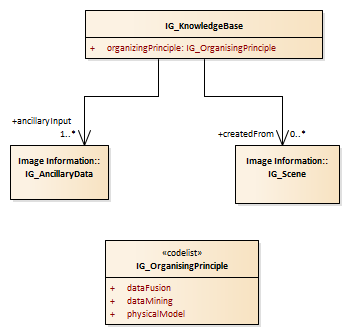 IG_KnowledgeBase
+ organizingPrinciple: IG_OrganisingPrinciple
+ancillaryInput
1..*
+createdFrom
0..*
Image Information::
IG_AncillaryData
Image Information::
IG_Scene
«codelist»
IG_OrganisingPrinciple
+ dataFusion
+ dataMining
+ physicalModel